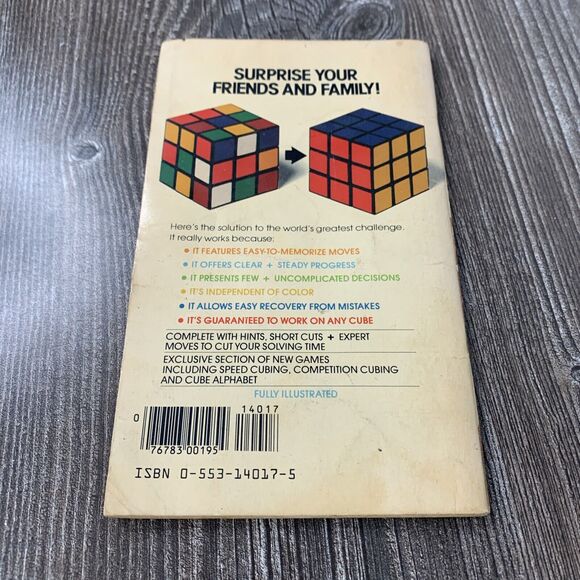 SURPRISE YOUR
FRIENDS AND FAMILY!
Here's the solution to the world's greatest challenge.
It really works because:
• IT FEATURES EASY-TO-MEMORIZE MOVES
• IT OFFERS CLEAR + STEADY PROGRESS
• IT PRESENTS FEW + UNCOMPLICATED DECISIONS
• IT'S INDEPENDENT OF COLOR
• IT ALLOWS EASY RECOVERY FROM MISTAKES
• IT'S GUARANTEED TO WORK ON ANY CUBE
COMPLETE WITH HINTS, SHORT CUTS + EXPERT
MOVES TO CUT YOUR SOLVING TIME
EXCLUSIVE SECTION OF NEW GAMES
INCLUDING SPEED CUBING, COMPETITION CUBING
AND CUBE ALPHABET
FULLY ILLUSTRATED
14017
0
76783 00195
ISBN 0-553-14017-5